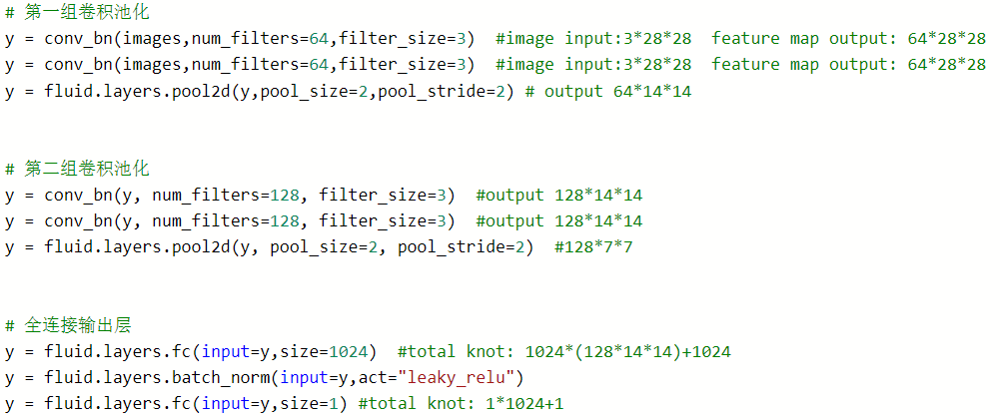 # 第一组卷积池化
y = conv_bn(images,num_filters=64,filter_size=3)  #image input:3*28*28  feature map output: 64*28*28
y = conv_bn(images,num_filters=64,filter_size=3)  #image input:3*28*28  feature map output: 64*28*28
y = fluid.layers.pool2d(y,pool_size=2,pool_stride=2) # output 64*14*14
# 第二组卷积池化
y = conv_bn(y, num_filters=128, filter_size=3)  #output 128*14*14
y = conv_bn(y, num_filters=128, filter_size=3)  #output 128*14*14
y = fluid.layers.pool2d(y, pool_size=2, pool_stride=2)  #128*7*7
# 全连接输出层
y = fluid.layers.fc(input=y,size=1024)  #total knot: 1024*(128*14*14)+1024
y = fluid.layers.batch_norm(input=y,act="leaky_relu")
y = fluid.layers.fc(input=y,size=1) #total knot: 1*1024+1